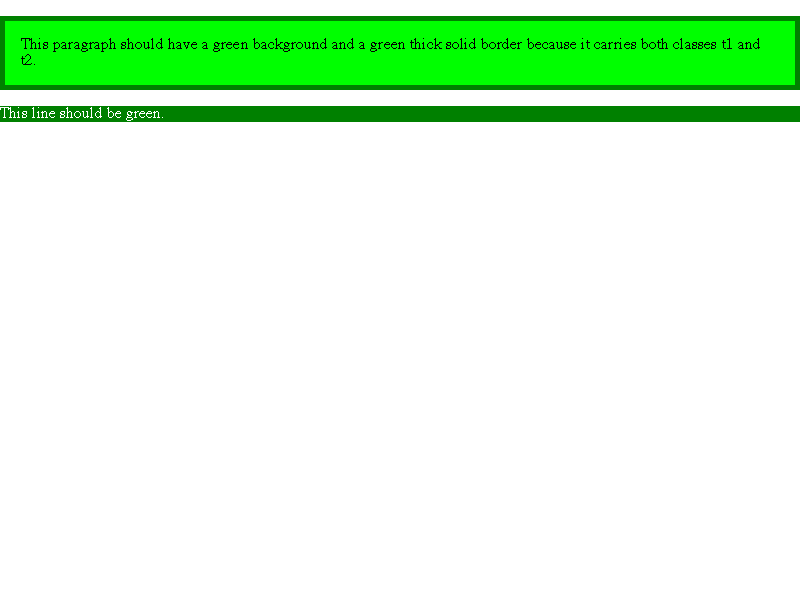 This paragraph should have a green background and a green thick solid border because it carries both classes t1 and
t2.
This line should be green.